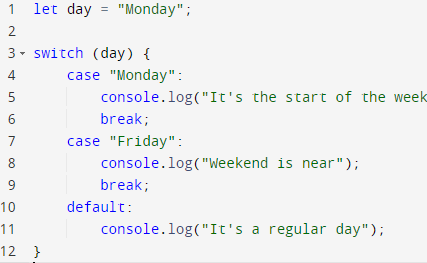 1 let day = "Monday";
2
3 switch (day) {
4     case "Monday":
5         console.log("It's the start of the week
6         break;
7     case "Friday":
8         console.log("Weekend is near");
9         break;
10     default:
11         console.log("It's a regular day");
12 }